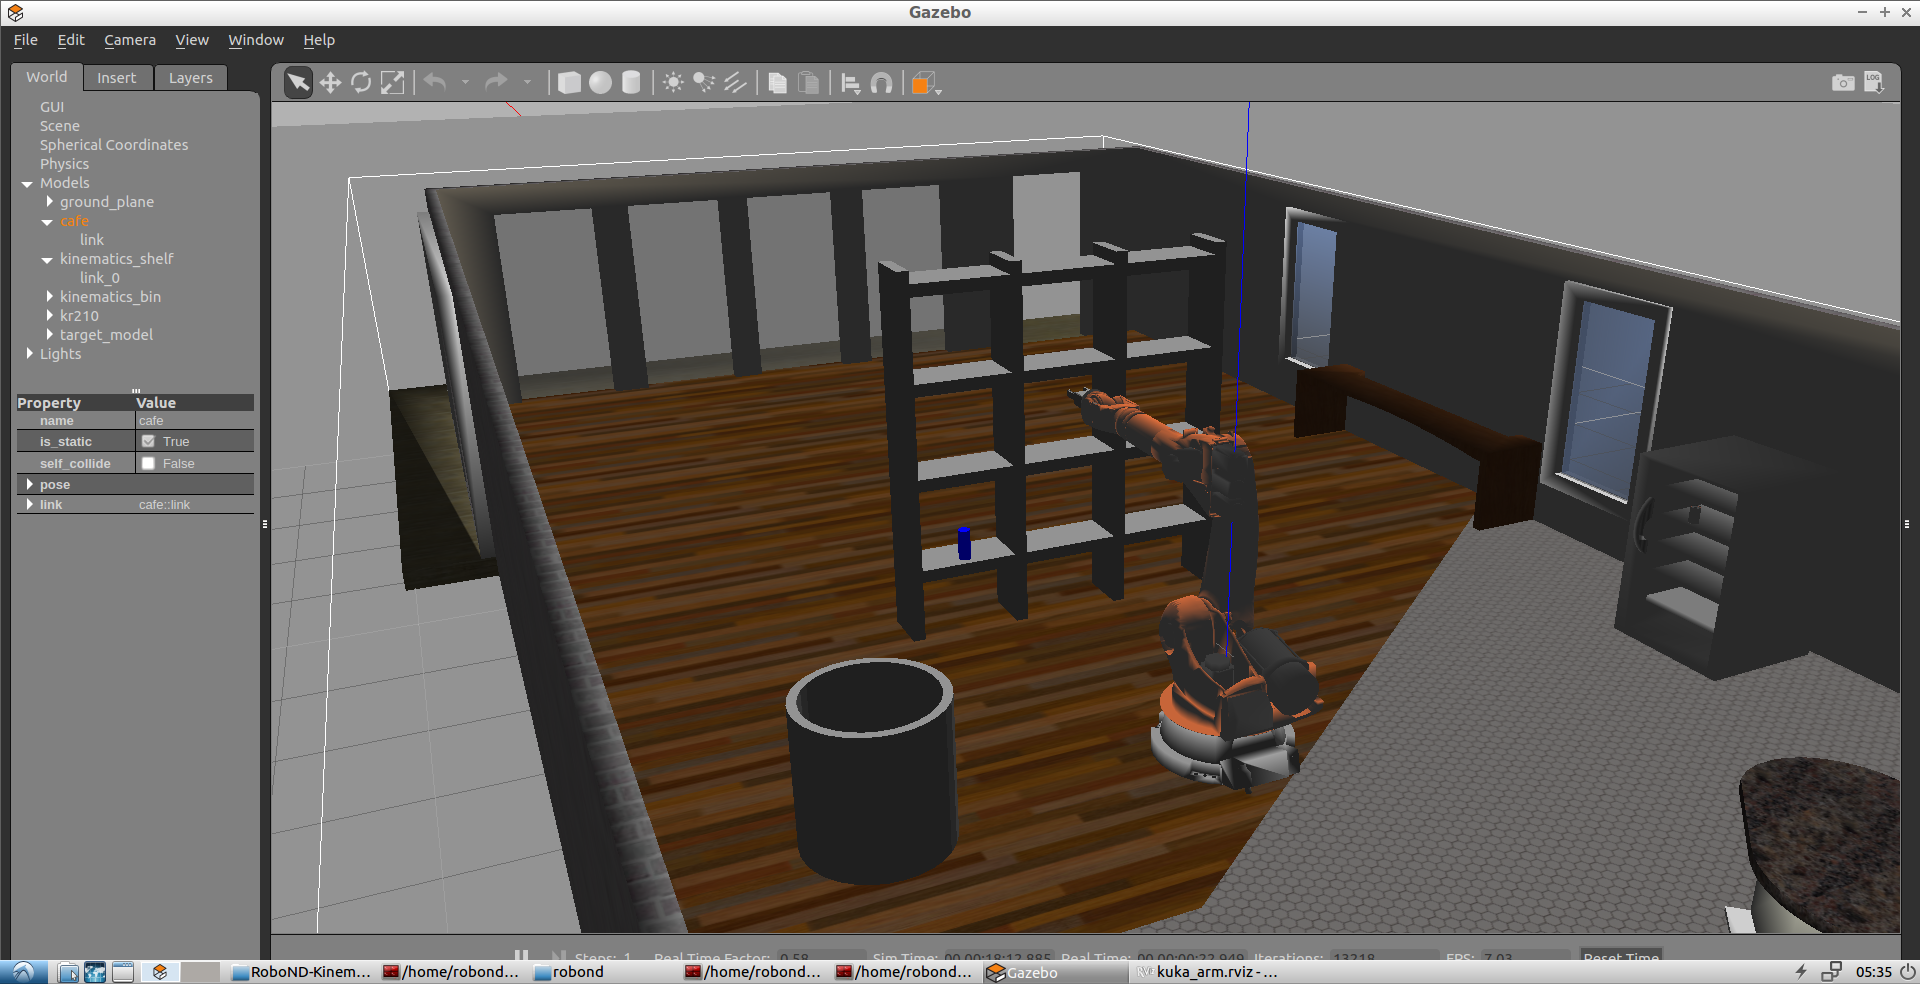 Gazebo
File Edit Camera View Window Help
World Insert Layers
GUI
Scene
Spherical Coordinates
Physics
Models
ground_plane
cafe
link
kinematics_shelf
link_0
kinematics_bin
kr210
target_model
Lights
Property Value
name cafe
is_static True
self_collide False
pose
link cafe::link
LOG
Steps: 1 Real Time Factor: 0.58 Sim Time: 00 00:18:12.885 Real Time: 00 00:00:22.949 Iterations: 13218 FPS: 7.03 Reset Time
RoboND-Kinem... /home/robond... robond /home/robond... /home/robond... Gazebo kuka_arm.rviz - ... 05:35